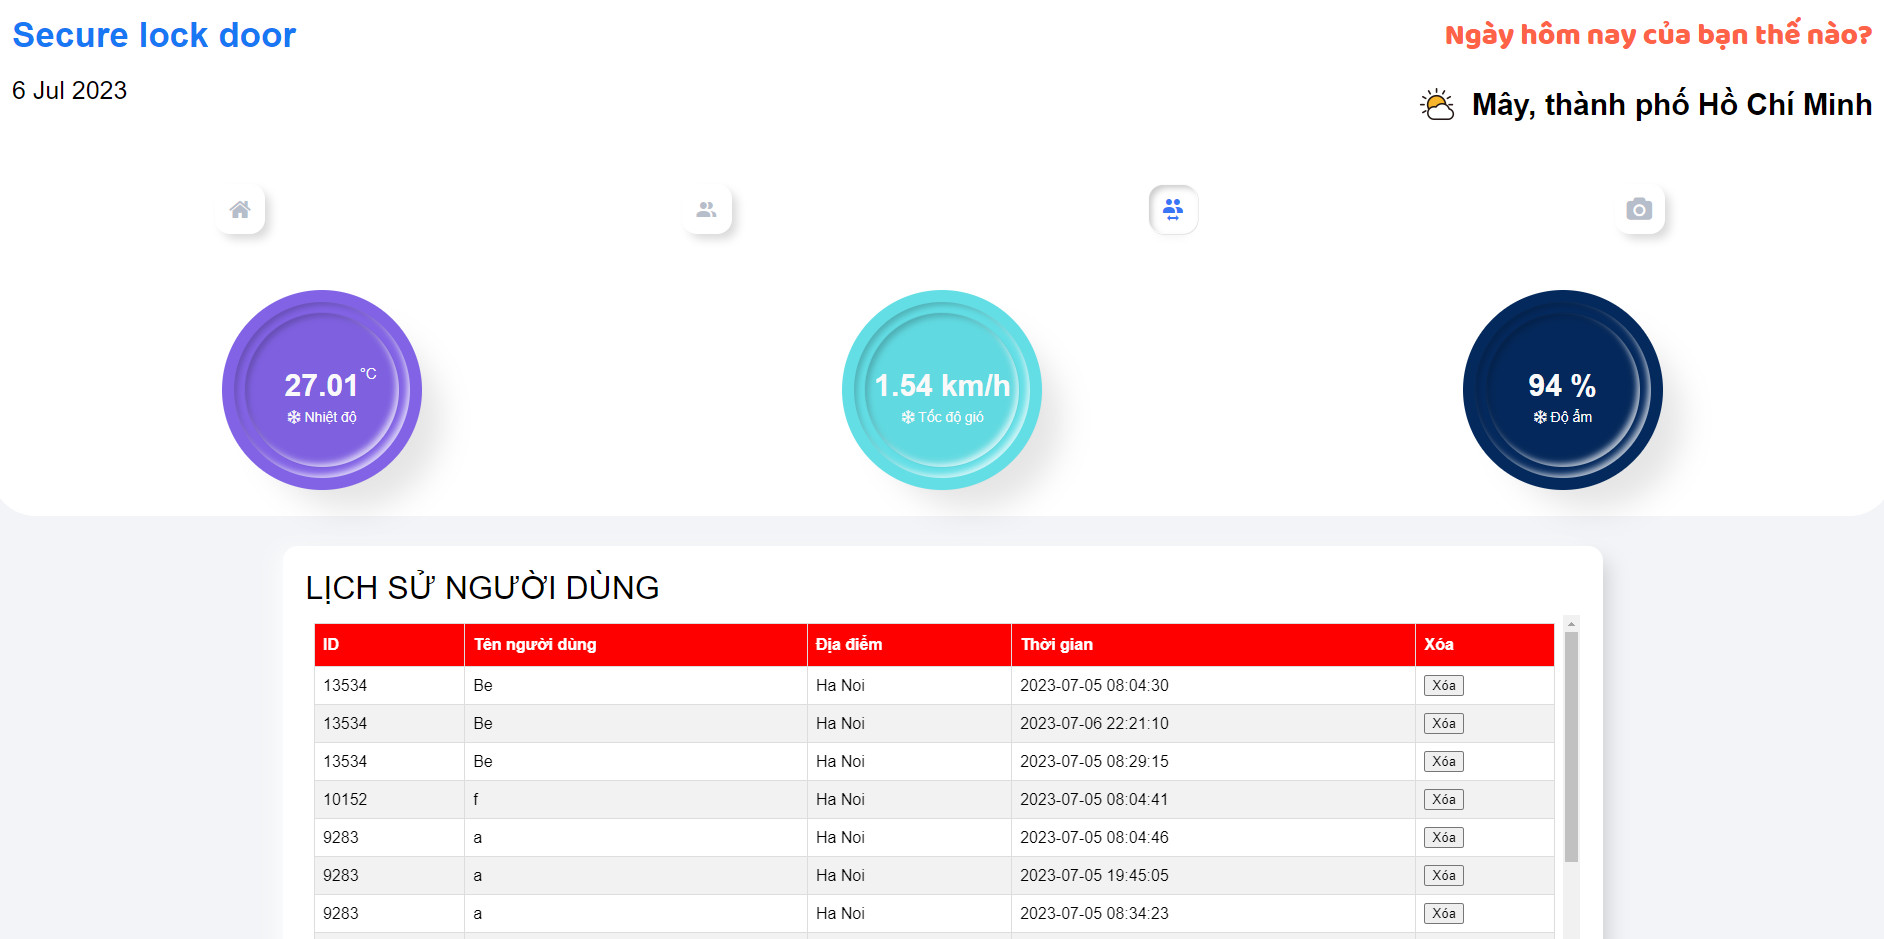 Secure lock door
Ngày hôm nay của bạn thế nào?
6 Jul 2023
Mây, thành phố Hồ Chí Minh
27.01°C
Nhiệt độ
1.54 km/h
Tốc độ gió
94 %
Độ ẩm
LỊCH SỬ NGƯỜI DÙNG
ID Tên người dùng Địa điểm Thời gian Xóa
13534 Be Ha Noi 2023-07-05 08:04:30 Xóa
13534 Be Ha Noi 2023-07-06 22:21:10 Xóa
13534 Be Ha Noi 2023-07-05 08:29:15 Xóa
10152 f Ha Noi 2023-07-05 08:04:41 Xóa
9283 a Ha Noi 2023-07-05 08:04:46 Xóa
9283 a Ha Noi 2023-07-05 19:45:05 Xóa
9283 a Ha Noi 2023-07-05 08:34:23 Xóa